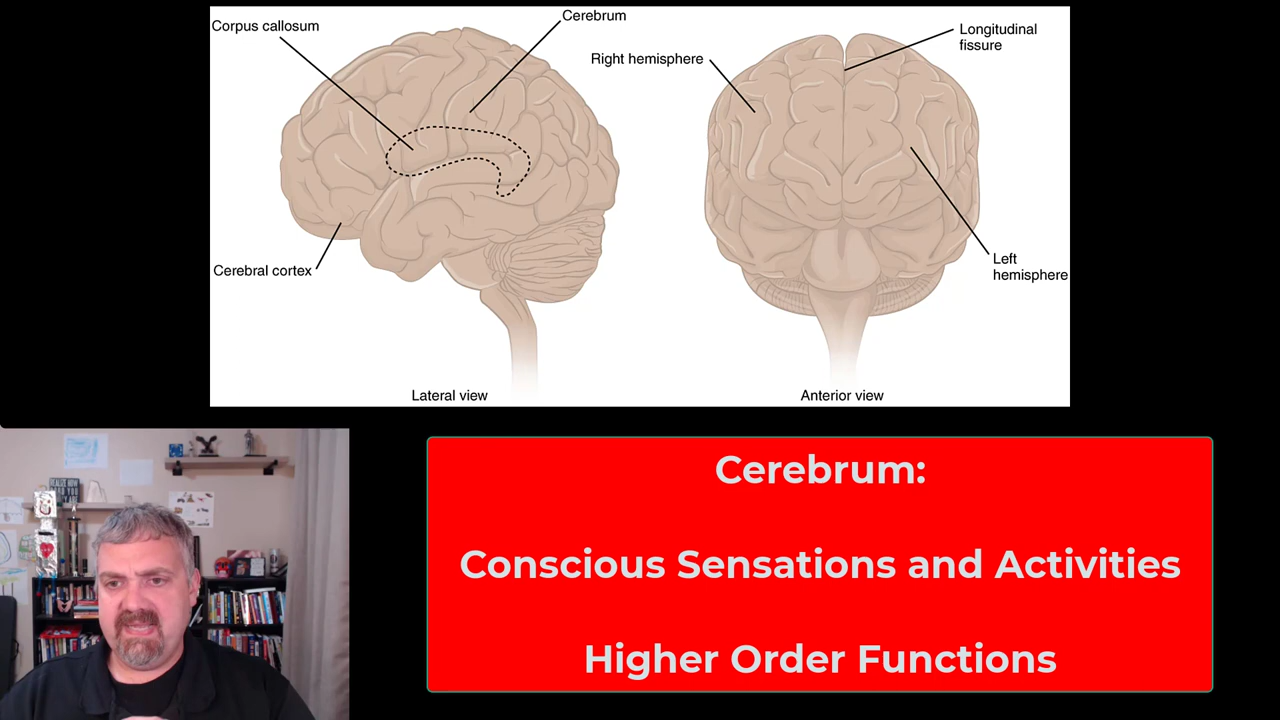 Corpus callosum
Cerebrum
Cerebral cortex
Lateral view
Right hemisphere
Longitudinal
fissure
Left
hemisphere
Anterior view
Cerebrum:
Conscious Sensations and Activities
Higher Order Functions